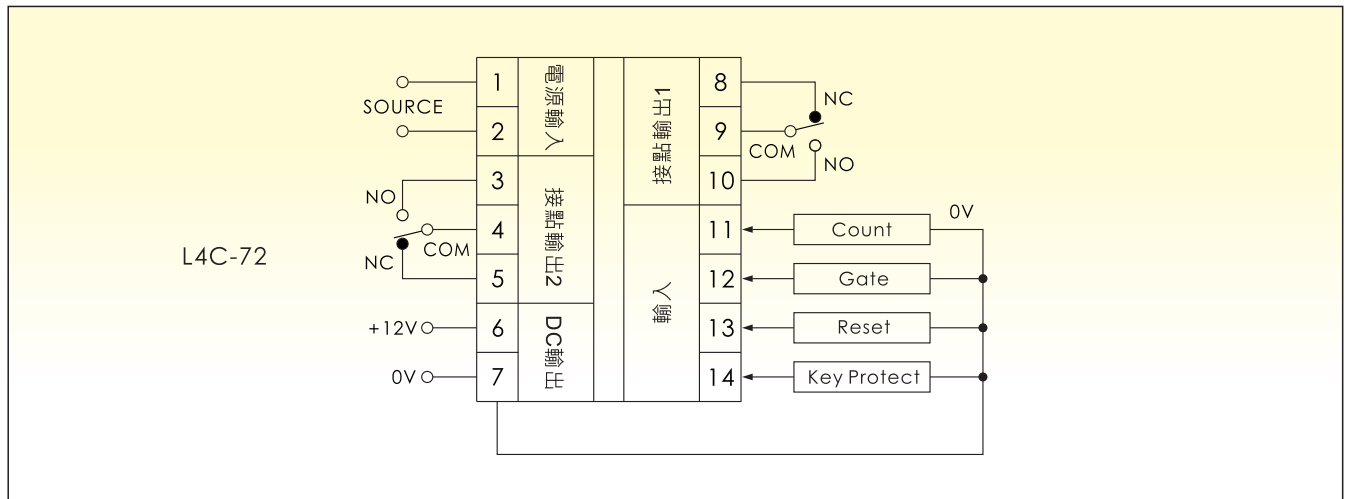 L4C-72
SOURCE
NO
COM
NC
+12V
0V
1
2
3
4
5
6
7
電源輸入
接點輸出2
DC輸出
接點輸出1
輸入
8
9
10
11
12
13
14
NC
COM
NO
0V
Count
Gate
Reset
Key Protect